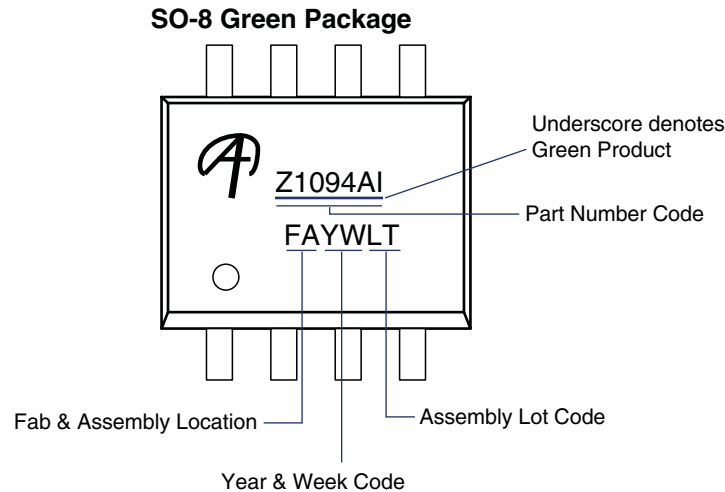 SO-8 Green Package
Underscore denotes
Green Product
Z1094AI
Part Number Code
FAYWLT
Fab & Assembly Location
Assembly Lot Code
Year & Week Code